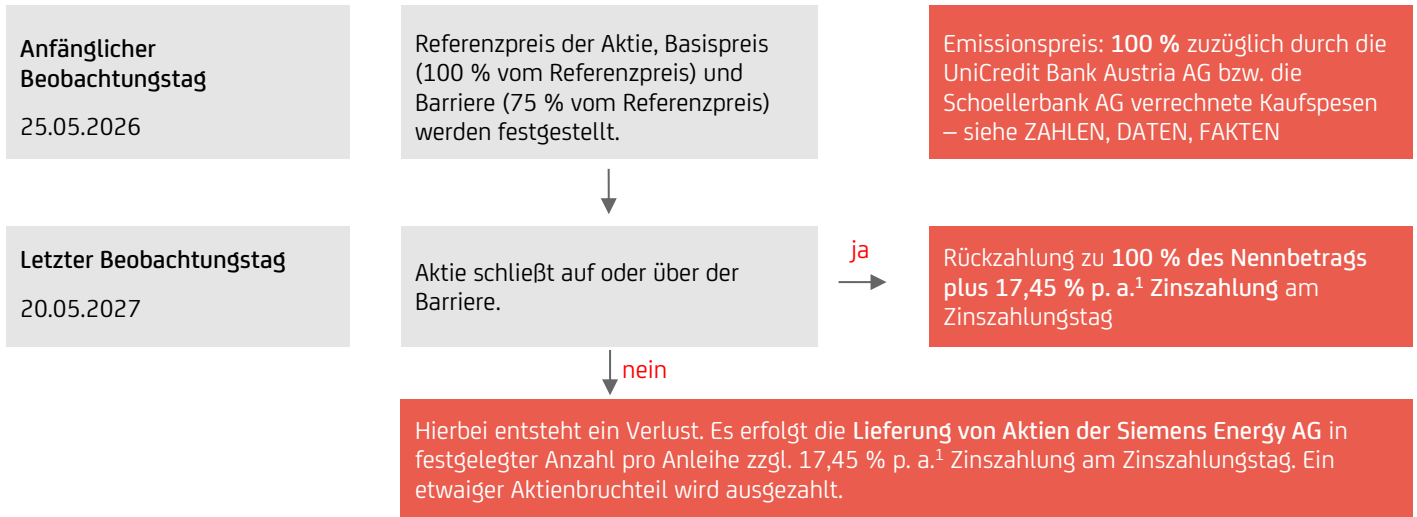 Anfänglicher
Beobachtungstag
25.05.2026
Referenzpreis der Aktie, Basispreis
(100 % vom Referenzpreis) und
Barriere (75 % vom Referenzpreis)
werden festgestellt.
Emissionspreis: 100 % zuzüglich durch die
UniCredit Bank Austria AG bzw. die
Schoellerbank AG verrechnete Kaufspesen
– siehe ZAHLEN, DATEN, FAKTEN
Letzter Beobachtungstag
20.05.2027
Aktie schließt auf oder über der
Barriere.
ja
Rückzahlung zu 100 % des Nennbetrags
plus 17,45 % p. a.¹ Zinszahlung am
Zinszahlungstag
nein
Hierbei entsteht ein Verlust. Es erfolgt die Lieferung von Aktien der Siemens Energy AG in
festgelegter Anzahl pro Anleihe zzgl. 17,45 % p. a.¹ Zinszahlung am Zinszahlungstag. Ein
etwaiger Aktienbruchteil wird ausgezahlt.